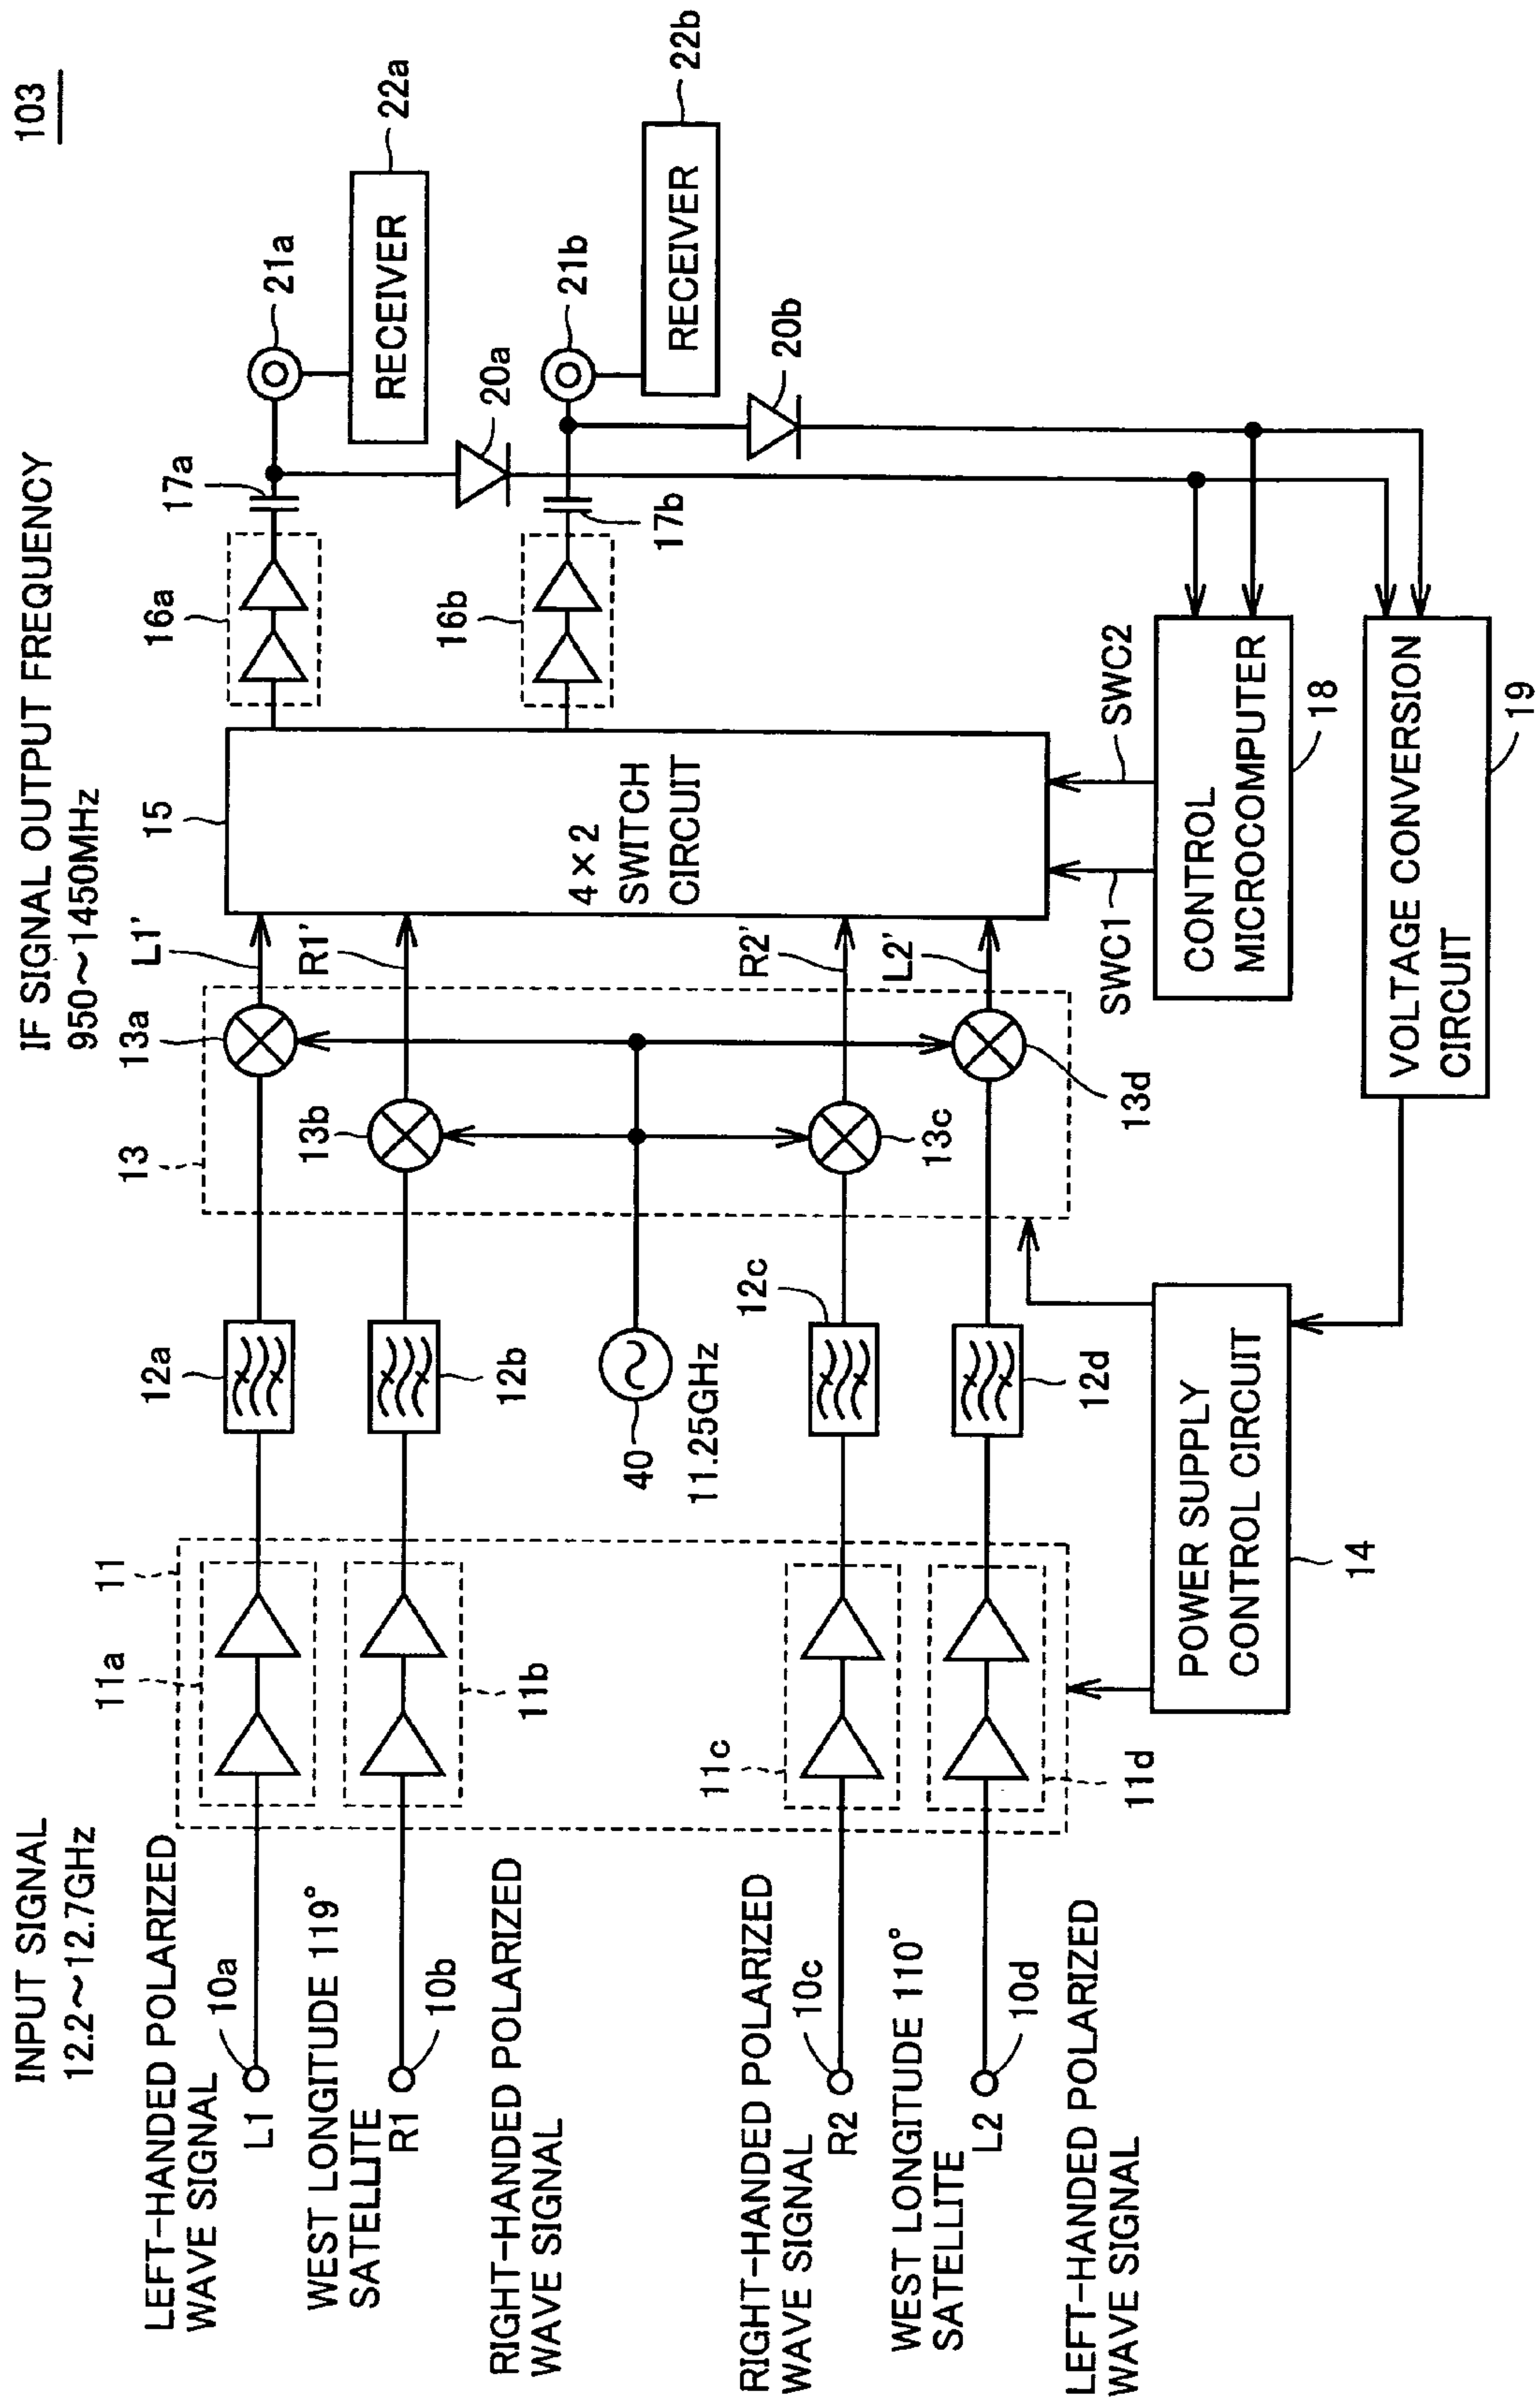 103
INPUT SIGNAL
12.2~12.7GHz
IF SIGNAL OUTPUT FREQUENCY
950~1450MHz
LEFT-HANDED POLARIZED
WAVE SIGNAL
L1
10a
WEST LONGITUDE 119°
SATELLITE
R1
10b
RIGHT-HANDED POLARIZED
WAVE SIGNAL
RIGHT-HANDED POLARIZED
WAVE SIGNAL
R2
10c
WEST LONGITUDE 110°
SATELLITE
L2
10d
LEFT-HANDED POLARIZED
WAVE SIGNAL
11
11a
11b
11c
11d
12a
12b
12c
12d
40
11.25GHz
13
13a
13b
13c
13d
L1'
R1'
R2'
L2'
15
4×2
SWITCH
CIRCUIT
16a
16b
17a
17b
20a
20b
21a
21b
RECEIVER
22a
RECEIVER
22b
SWC1
SWC2
CONTROL
MICROCOMPUTER
18
VOLTAGE CONVERSION
CIRCUIT
19
POWER SUPPLY
CONTROL CIRCUIT
14